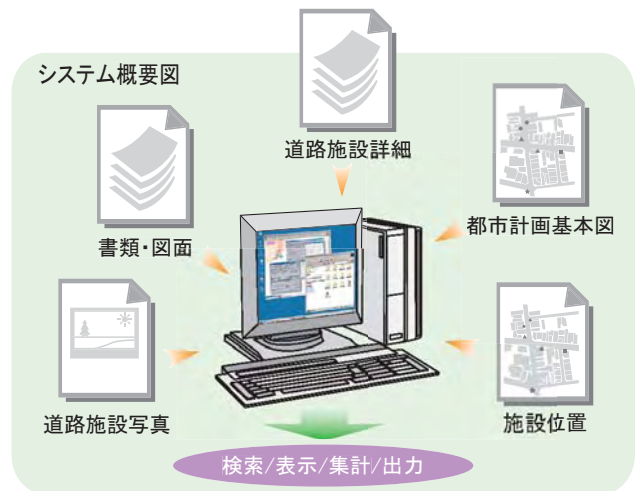 システム概要図
道路施設詳細
書類・図面
都市計画基本図
道路施設写真
施設位置
検索/表示/集計/出力